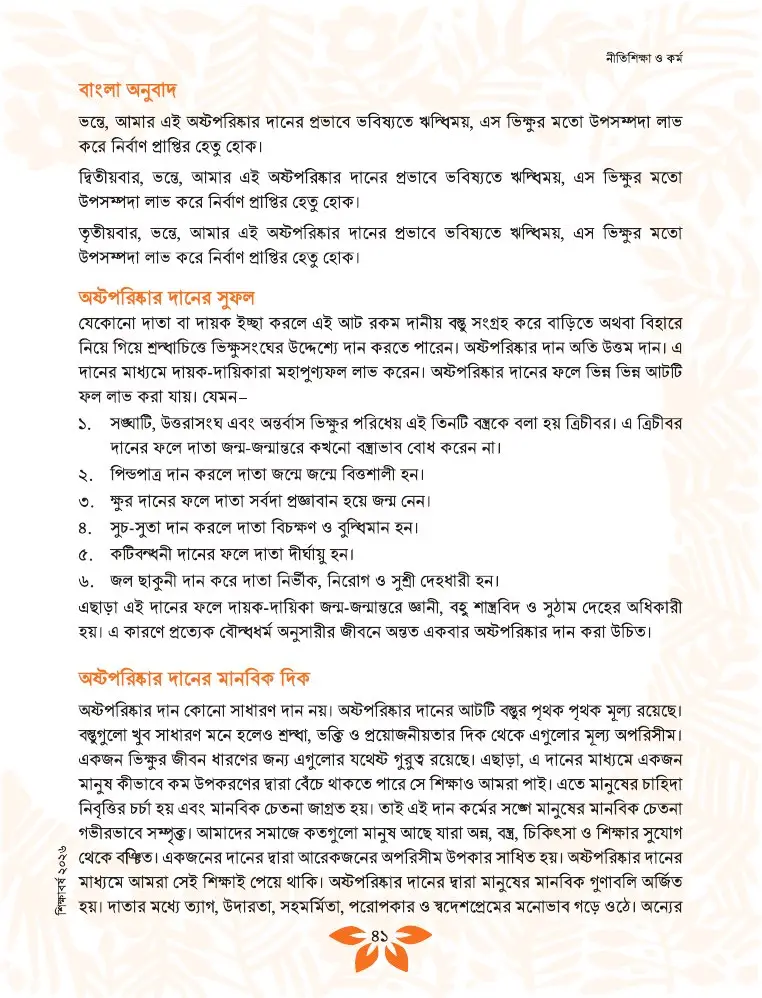 নীতিশিক্ষা ও কর্ম
বাংলা অনুবাদ
ভন্তে, আমার এই অষ্টপরিষ্কার দানের প্রভাবে ভবিষ্যতে ঋদ্ধিময়, এস ভিক্ষুর মতো উপসম্পদা লাভ
করে নির্বাণ প্রাপ্তির হেতু হোক।
দ্বিতীয়বার, ভন্তে, আমার এই অষ্টপরিষ্কার দানের প্রভাবে ভবিষ্যতে ঋদ্ধিময়, এস ভিক্ষুর মতো
উপসম্পদা লাভ করে নির্বাণ প্রাপ্তির হেতু হোক।
তৃতীয়বার, ভন্তে, আমার এই অষ্টপরিষ্কার দানের প্রভাবে ভবিষ্যতে ঋদ্ধিময়, এস ভিক্ষুর মতো
উপসম্পদা লাভ করে নির্বাণ প্রাপ্তির হেতু হোক।
অষ্টপরিষ্কার দানের সুফল
যেকোনো দাতা বা দায়ক ইচ্ছা করলে এই আট রকম দানীয় বস্তু সংগ্রহ করে বাড়িতে অথবা বিহারে
নিয়ে গিয়ে শ্রদ্ধাচিত্তে ভিক্ষুসংঘের উদ্দেশ্যে দান করতে পারেন। অষ্টপরিষ্কার দান অতি উত্তম দান। এ
দানের মাধ্যমে দায়ক-দায়িকারা মহাপুণ্যফল লাভ করেন। অষ্টপরিষ্কার দানের ফলে ভিন্ন ভিন্ন আটটি
ফল লাভ করা যায়। যেমন–
১. সঙ্ঘাটি, উত্তরাসংঘ এবং অন্তর্বাস ভিক্ষুর পরিধেয় এই তিনটি বস্ত্রকে বলা হয় ত্রিচীবর। এ ত্রিচীবর
দানের ফলে দাতা জন্ম-জন্মান্তরে কখনো বস্ত্রাভাব বোধ করেন না।
২. পিন্ডপাত্র দান করলে দাতা জন্মে জন্মে বিত্তশালী হন।
৩. ক্ষুর দানের ফলে দাতা সর্বদা প্রজ্ঞাবান হয়ে জন্ম নেন।
৪. সুচ-সুতা দান করলে দাতা বিচক্ষণ ও বুদ্ধিমান হন।
৫. কটিবন্ধনী দানের ফলে দাতা দীর্ঘায়ু হন।
৬. জল ছাকুনী দান করে দাতা নির্ভীক, নিরোগ ও সুশ্রী দেহধারী হন।
এছাড়া এই দানের ফলে দায়ক-দায়িকা জন্ম-জন্মান্তরে জ্ঞানী, বহু শাস্ত্রবিদ ও সুঠাম দেহের অধিকারী
হয়। এ কারণে প্রত্যেক বৌদ্ধধর্ম অনুসারীর জীবনে অন্তত একবার অষ্টপরিষ্কার দান করা উচিত।
অষ্টপরিষ্কার দানের মানবিক দিক
অষ্টপরিষ্কার দান কোনো সাধারণ দান নয়। অষ্টপরিষ্কার দানের আটটি বস্তুর পৃথক পৃথক মূল্য রয়েছে।
বস্তুগুলো খুব সাধারণ মনে হলেও শ্রদ্ধা, ভক্তি ও প্রয়োজনীয়তার দিক থেকে এগুলোর মূল্য অপরিসীম।
একজন ভিক্ষুর জীবন ধারণের জন্য এগুলোর যথেষ্ট গুরুত্ব রয়েছে। এছাড়া, এ দানের মাধ্যমে একজন
মানুষ কীভাবে কম উপকরণের দ্বারা বেঁচে থাকতে পারে সে শিক্ষাও আমরা পাই। এতে মানুষের চাহিদা
নিবৃত্তির চর্চা হয় এবং মানবিক চেতনা জাগ্রত হয়। তাই এই দান কর্মের সঙ্গে মানুষের মানবিক চেতনা
গভীরভাবে সম্পৃক্ত। আমাদের সমাজে কতগুলো মানুষ আছে যারা অন্ন, বস্ত্র, চিকিৎসা ও শিক্ষার সুযোগ
থেকে বঞ্চিত। একজনের দানের দ্বারা আরেকজনের অপরিসীম উপকার সাধিত হয়। অষ্টপরিষ্কার দানের
মাধ্যমে আমরা সেই শিক্ষাই পেয়ে থাকি। অষ্টপরিষ্কার দানের দ্বারা মানুষের মানবিক গুণাবলি অর্জিত
হয়। দাতার মধ্যে ত্যাগ, উদারতা, সহমর্মিতা, পরোপকার ও স্বদেশপ্রেমের মনোভাব গড়ে ওঠে। অন্যের
শিক্ষাবর্ষ ২০২৬
৪১